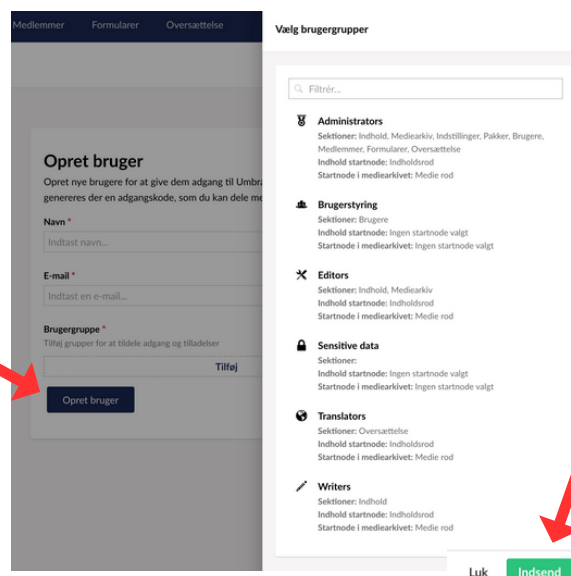 Medlemmer Formularer Oversættelse
Opret bruger
Opret nye brugere for at give dem adgang til Umbra
genereres der en adgangskode, som du kan dele me
Navn *
Indtast navn...
E-mail *
Indtast en e-mail...
Brugergruppe *
Tilføj grupper for at tildele adgang og tilladelser
Tilføj
Opret bruger
Vælg brugergrupper
Filtrér...
Administrators
Sektioner: Indhold, Mediearkiv, Indstillinger, Pakker, Brugere,
Medlemmer, Formularer, Oversættelse
Indhold startnode: Indholdsrod
Startnode i mediearkivet: Medie rod
Brugerstyring
Sektioner: Brugere
Indhold startnode: Ingen startnode valgt
Startnode i mediearkivet: Ingen startnode valgt
Editors
Sektioner: Indhold, Mediearkiv
Indhold startnode: Indholdsrod
Startnode i mediearkivet: Medie rod
Sensitive data
Sektioner:
Indhold startnode: Ingen startnode valgt
Startnode i mediearkivet: Ingen startnode valgt
Translators
Sektioner: Oversættelse
Indhold startnode: Indholdsrod
Startnode i mediearkivet: Medie rod
Writers
Sektioner: Indhold
Indhold startnode: Indholdsrod
Startnode i mediearkivet: Medie rod
Luk Indsend